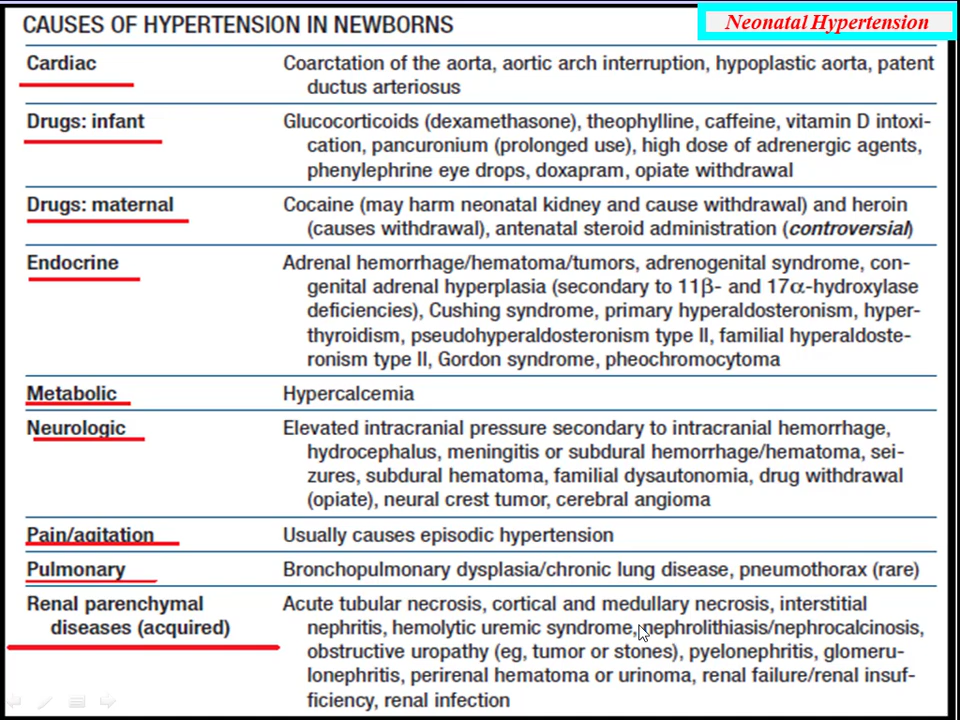 CAUSES OF HYPERTENSION IN NEWBORNS
Neonatal Hypertension
Cardiac
Coarctation of the aorta, aortic arch interruption, hypoplastic aorta, patent
ductus arteriosus
Drugs: infant
Glucocorticoids (dexamethasone), theophylline, caffeine, vitamin D intoxi-
cation, pancuronium (prolonged use), high dose of adrenergic agents,
phenylephrine eye drops, doxapram, opiate withdrawal
Drugs: maternal
Cocaine (may harm neonatal kidney and cause withdrawal) and heroin
(causes withdrawal), antenatal steroid administration (controversial)
Endocrine
Adrenal hemorrhage/hematoma/tumors, adrenogenital syndrome, con-
genital adrenal hyperplasia (secondary to 11β- and 17α-hydroxylase
deficiencies), Cushing syndrome, primary hyperaldosteronism, hyper-
thyroidism, pseudohyperaldosteronism type II, familial hyperaldoste-
ronism type II, Gordon syndrome, pheochromocytoma
Metabolic
Hypercalcemia
Neurologic
Elevated intracranial pressure secondary to intracranial hemorrhage,
hydrocephalus, meningitis or subdural hemorrhage/hematoma, sei-
zures, subdural hematoma, familial dysautonomia, drug withdrawal
(opiate), neural crest tumor, cerebral angioma
Pain/agitation
Usually causes episodic hypertension
Pulmonary
Bronchopulmonary dysplasia/chronic lung disease, pneumothorax (rare)
Renal parenchymal
diseases (acquired)
Acute tubular necrosis, cortical and medullary necrosis, interstitial
nephritis, hemolytic uremic syndrome, nephrolithiasis/nephrocalcinosis,
obstructive uropathy (eg, tumor or stones), pyelonephritis, glomeru-
lonephritis, perirenal hematoma or urinoma, renal failure/renal insuf-
ficiency, renal infection